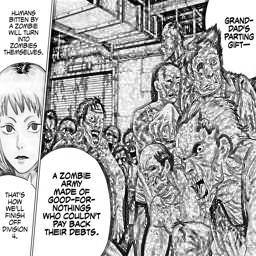 GRAND-
DAD'S
PARTING
GIFT—
A ZOMBIE
ARMY
MADE OF
GOOD-FOR-
NOTHINGS
WHO COULDN'T
PAY BACK
THEIR DEBTS.
HUMANS
BITTEN BY
A ZOMBIE
WILL TURN
INTO
ZOMBIES
THEMSELVES.
THAT'S
HOW
WE'LL
FINISH
OFF
DIVISION
4.